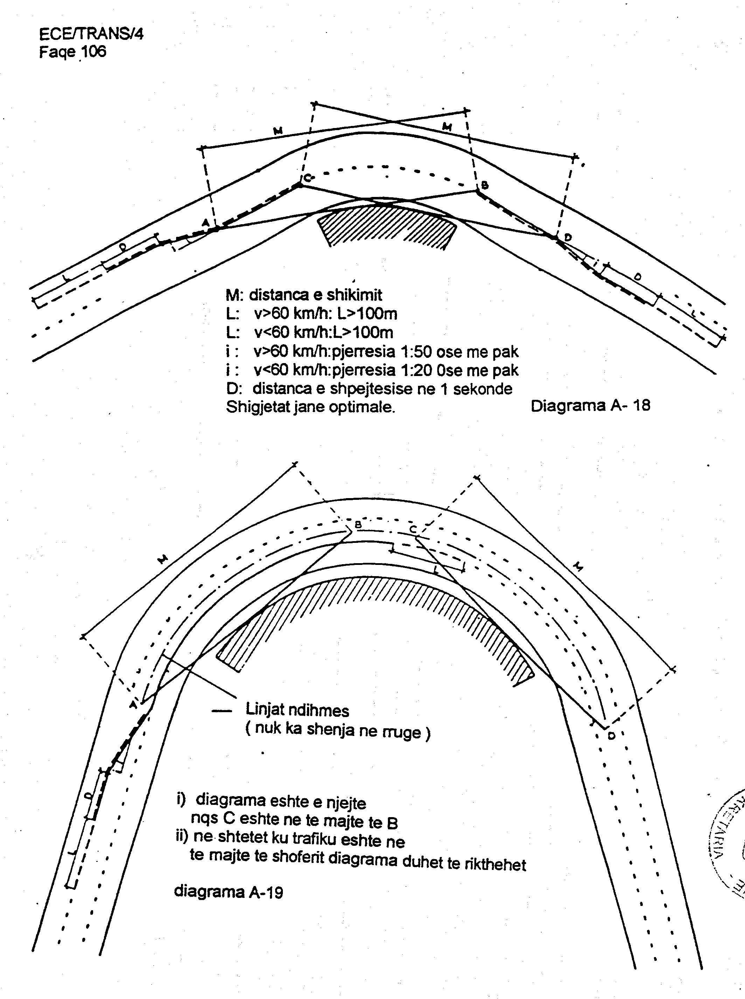 ECE/TRANS/4
Faqe 106
M
M
C
B
A
D
D
D
L
i
L
M: distanca e shikimit
L: v>60 km/h: L>100m
L: v<60 km/h:L>100m
i : v>60 km/h:pjerresia 1:50 ose me pak
i : v<60 km/h:pjerresia 1:20 0se me pak
D: distanca e shpejtesise ne 1 sekonde
Shigjetat jane optimale.
Diagrama A- 18
B
C
M
M
L
A
D
Linjat ndihmes
( nuk ka shenja ne rruge )
D
L
i) diagrama eshte e njejte
nqs C eshte ne te majte te B
ii) ne shtetet ku trafiku eshte ne
te majte te shoferit diagrama duhet te rikthehet
diagrama A-19